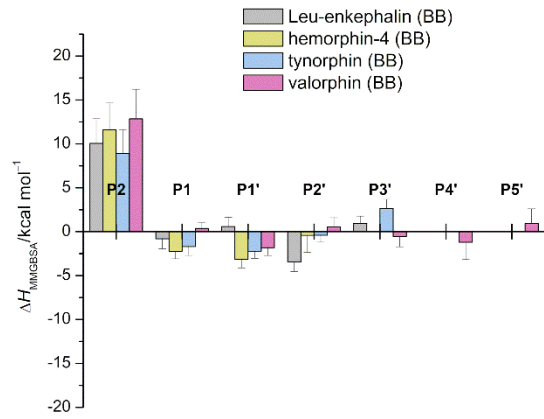 Leu-enkephalin (BB)
hemorphin-4 (BB)
tynorphin (BB)
valorphin (BB)
ΔH_MMGBSA/kcal mol⁻¹
20
15
10
5
0
-5
-10
-15
-20
P2
P1
P1'
P2'
P3'
P4'
P5'